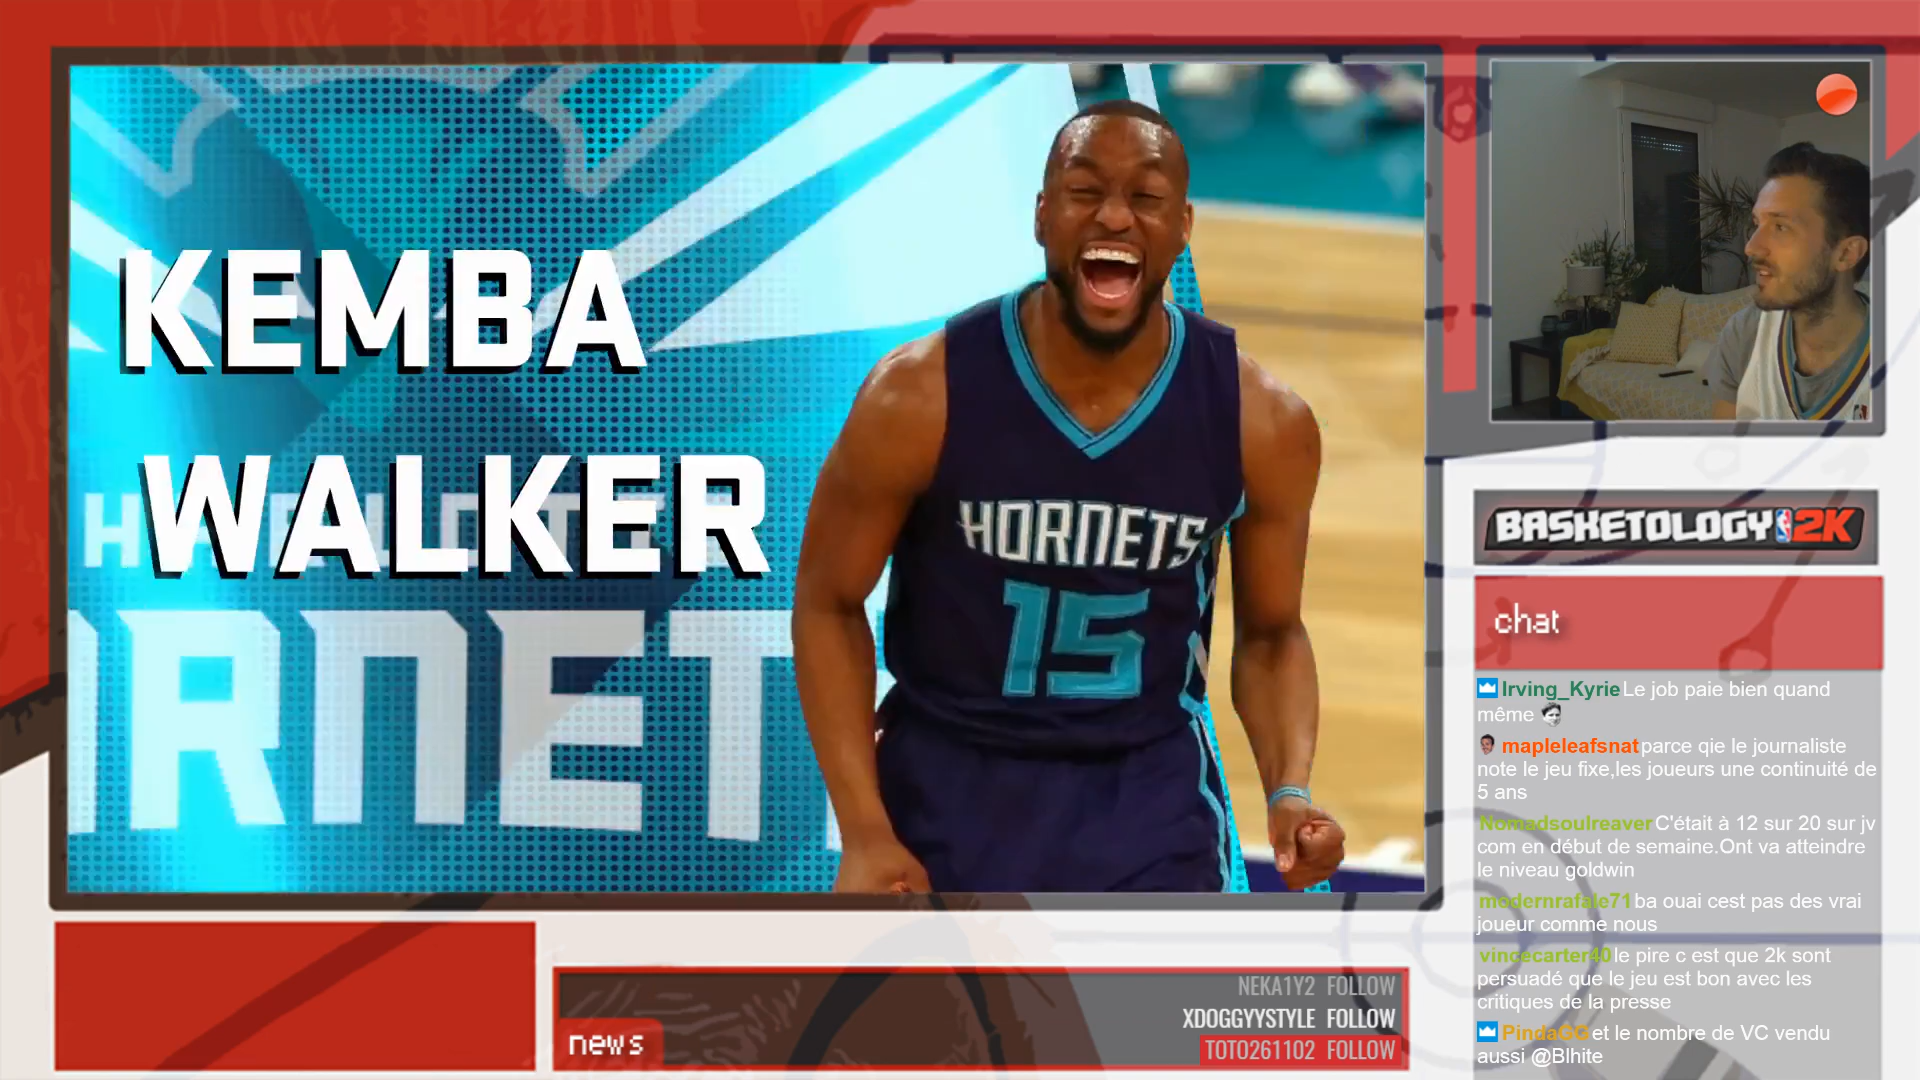 KEMBA
WALKER
ORNET
HORNETS
15
BASKETOLOGY 2K
chat
Irving_Kyrie Le job paie bien quand
même
mapleleafsnat parce qie le journaliste
note le jeu fixe,les joueurs une continuité de
5 ans
Nomadsoulreaver C'était à 12 sur 20 sur jv
com en début de semaine.Ont va atteindre
le niveau goldwin
modernrafale71 ba ouai cest pas des vrai
joueur comme nous
vincecarter40 le pire c est que 2k sont
persuadé que le jeu est bon avec les
critiques de la presse
PindaGG et le nombre de VC vendu
aussi @Blhite
NEKA1Y2 FOLLOW
XDOGGYYSTYLE FOLLOW
TOTO261102 FOLLOW
news